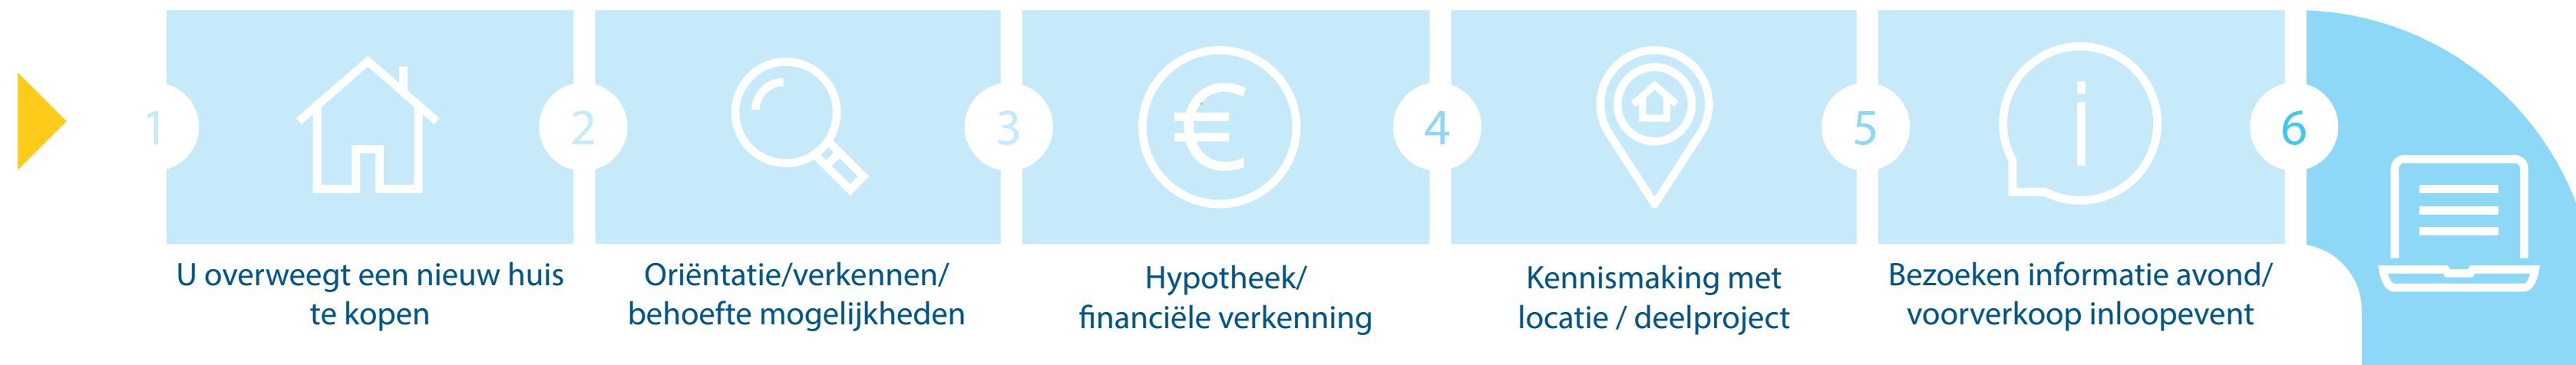 1
2
3
4
5
6
U overweegt een nieuw huis
te kopen
Oriëntatie/verkennen/
behoefte mogelijkheden
Hypotheek/
financiële verkenning
Kennismaking met
locatie / deelproject
Bezoeken informatie avond/
voorverkoop inloopevent